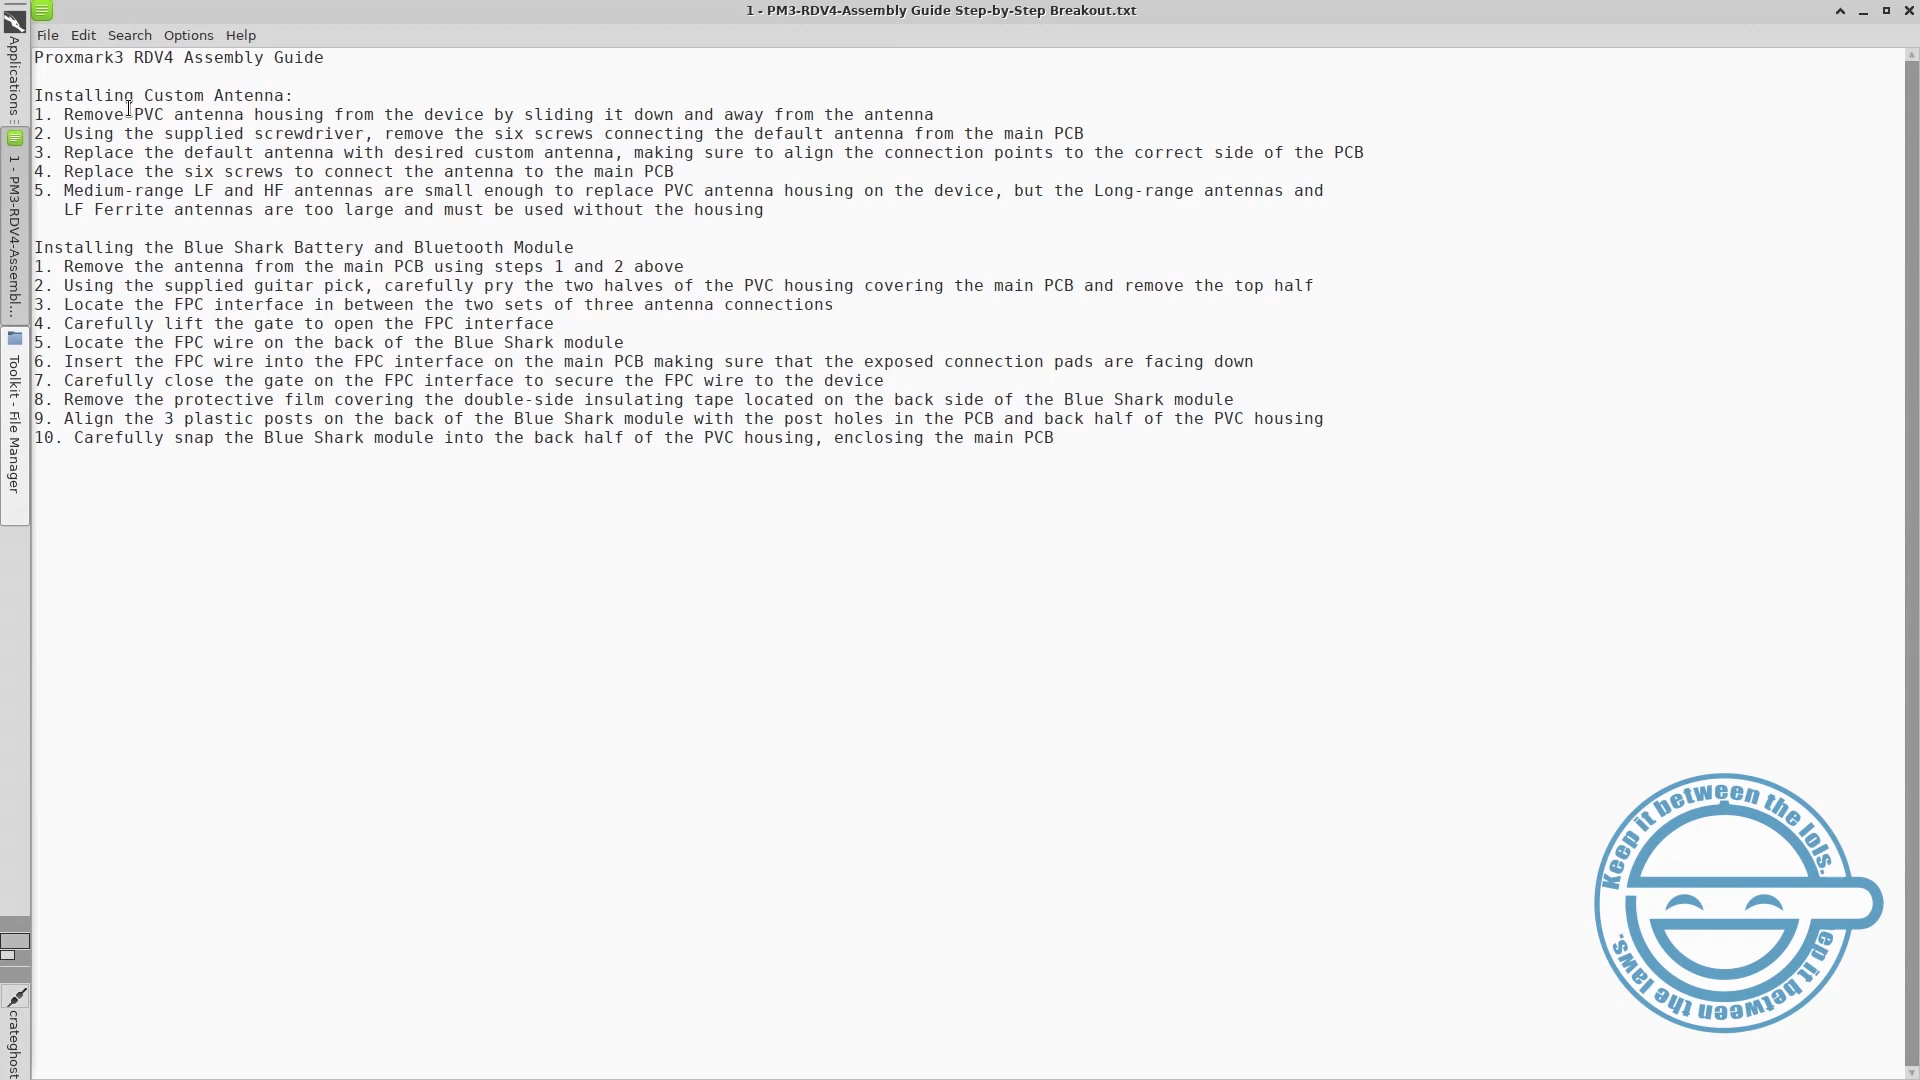 1 - PM3-RDV4-Assembly Guide Step-by-Step Breakout.txt
File Edit Search Options Help
Applications
1 - PM3-RDV4-Assembl...
Toolkit - File Manager
crateghost
Proxmark3 RDV4 Assembly Guide
Installing Custom Antenna:
1. Remove PVC antenna housing from the device by sliding it down and away from the antenna
2. Using the supplied screwdriver, remove the six screws connecting the default antenna from the main PCB
3. Replace the default antenna with desired custom antenna, making sure to align the connection points to the correct side of the PCB
4. Replace the six screws to connect the antenna to the main PCB
5. Medium-range LF and HF antennas are small enough to replace PVC antenna housing on the device, but the Long-range antennas and
LF Ferrite antennas are too large and must be used without the housing
Installing the Blue Shark Battery and Bluetooth Module
1. Remove the antenna from the main PCB using steps 1 and 2 above
2. Using the supplied guitar pick, carefully pry the two halves of the PVC housing covering the main PCB and remove the top half
3. Locate the FPC interface in between the two sets of three antenna connections
4. Carefully lift the gate to open the FPC interface
5. Locate the FPC wire on the back of the Blue Shark module
6. Insert the FPC wire into the FPC interface on the main PCB making sure that the exposed connection pads are facing down
7. Carefully close the gate on the FPC interface to secure the FPC wire to the device
8. Remove the protective film covering the double-side insulating tape located on the back side of the Blue Shark module
9. Align the 3 plastic posts on the back of the Blue Shark module with the post holes in the PCB and back half of the PVC housing
10. Carefully snap the Blue Shark module into the back half of the PVC housing, enclosing the main PCB
Keep it between the lols.
ep it between the laws.